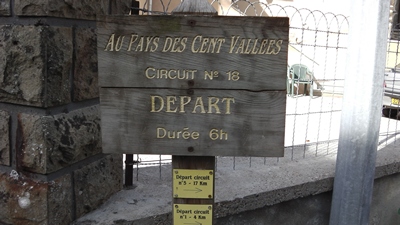 AU PAYS DES CENT VALLEES
CIRCUIT N° 18
DEPART
Durée 6h
Départ circuit
n°5 - 17 Km
Départ circuit
n°1 - 4 Km